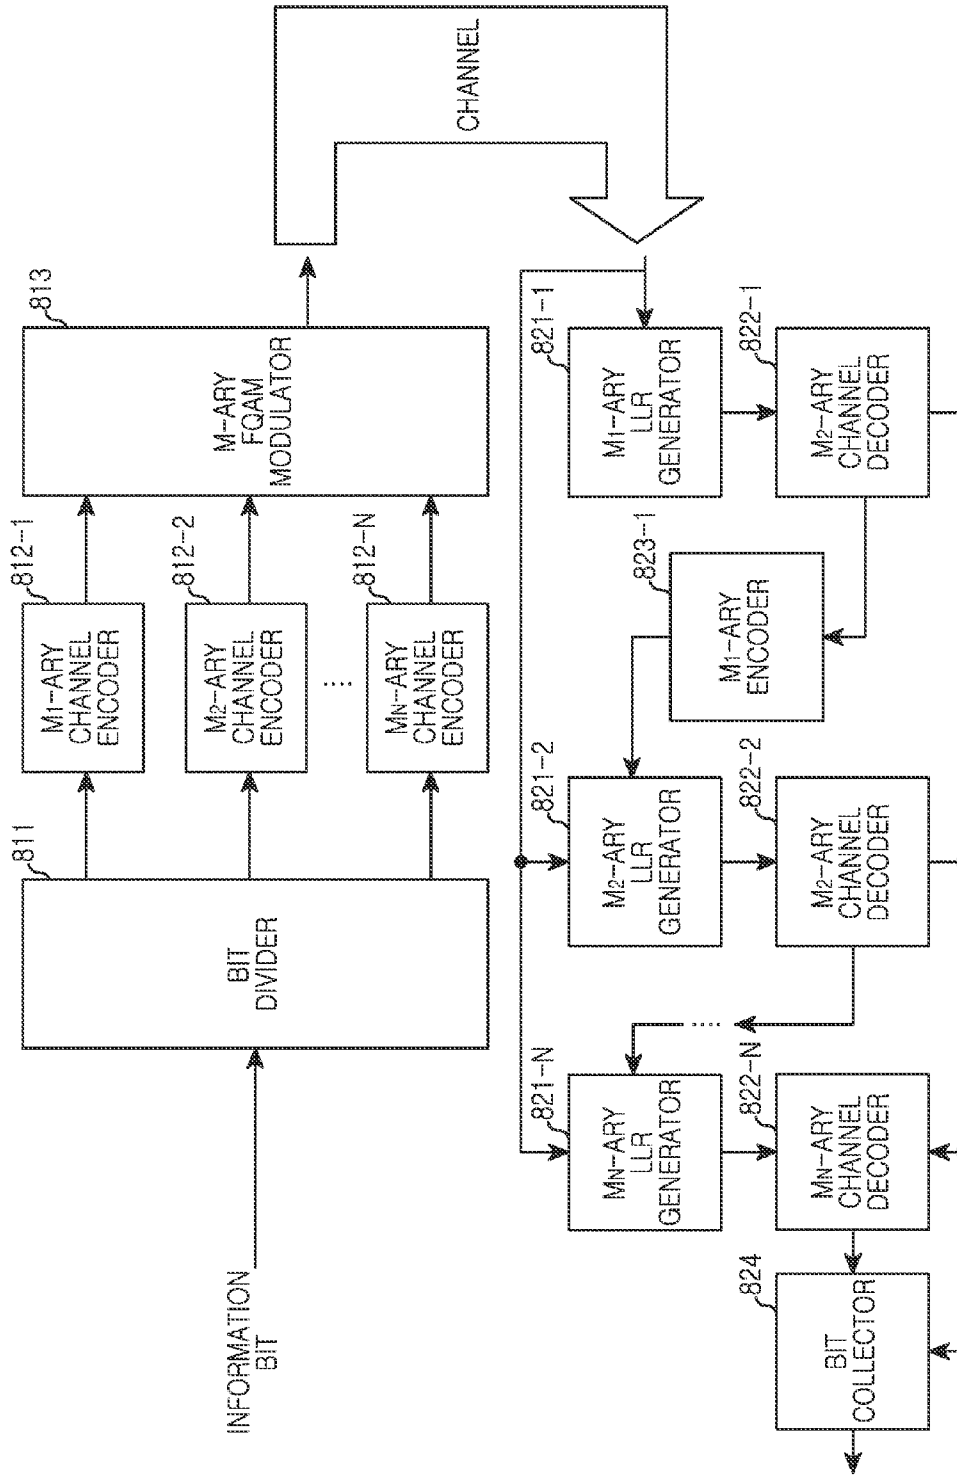 INFORMATION
BIT
BIT
DIVIDER
811
M1-ARY
CHANNEL
ENCODER
812-1
M2-ARY
CHANNEL
ENCODER
812-2
....
MN-ARY
CHANNEL
ENCODER
812-N
M-ARY
FQAM
MODULATOR
813
CHANNEL
M1-ARY
LLR
GENERATOR
821-1
M2-ARY
CHANNEL
DECODER
822-1
M1-ARY
ENCODER
823-1
M2-ARY
LLR
GENERATOR
821-2
M2-ARY
CHANNEL
DECODER
822-2
....
MN-ARY
LLR
GENERATOR
821-N
MN-ARY
CHANNEL
DECODER
822-N
BIT
COLLECTOR
824